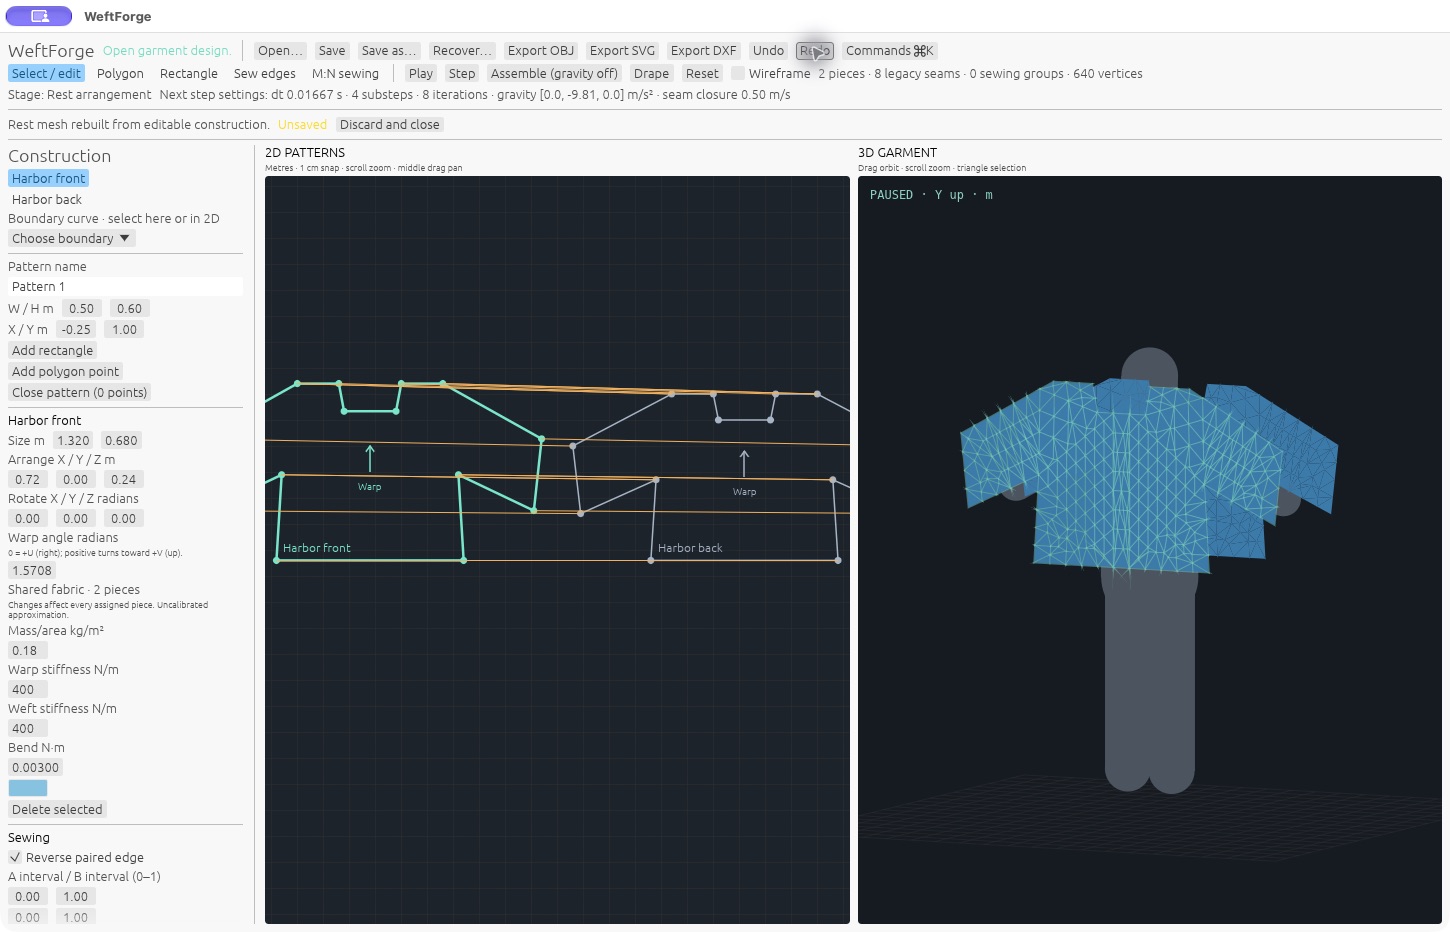 WeftForge
WeftForge Open garment design. Open… Save Save as… Recover… Export OBJ Export SVG Export DXF Undo Redo Commands ⌘K
Select / edit Polygon Rectangle Sew edges M:N sewing Play Step Assemble (gravity off) Drape Reset Wireframe 2 pieces · 8 legacy seams · 0 sewing groups · 640 vertices
Stage: Rest arrangement Next step settings: dt 0.01667 s · 4 substeps · 8 iterations · gravity [0.0, -9.81, 0.0] m/s² · seam closure 0.50 m/s
Rest mesh rebuilt from editable construction. Unsaved Discard and close
Construction
Harbor front
Harbor back
Boundary curve · select here or in 2D
Choose boundary
Pattern name
Pattern 1
W / H m 0.50 0.60
X / Y m -0.25 1.00
Add rectangle
Add polygon point
Close pattern (0 points)
Harbor front
Size m 1.320 0.680
Arrange X / Y / Z m
0.72 0.00 0.24
Rotate X / Y / Z radians
0.00 0.00 0.00
Warp angle radians
0 = +U (right); positive turns toward +V (up).
1.5708
Shared fabric · 2 pieces
Changes affect every assigned piece. Uncalibrated
approximation.
Mass/area kg/m²
0.18
Warp stiffness N/m
400
Weft stiffness N/m
400
Bend N·m
0.00300
Delete selected
Sewing
Reverse paired edge
A interval / B interval (0–1)
0.00 1.00
0.00 1.00
2D PATTERNS
Metres · 1 cm snap · scroll zoom · middle drag pan
Warp
Warp
Harbor front
Harbor back
3D GARMENT
Drag orbit · scroll zoom · triangle selection
PAUSED · Y up · m